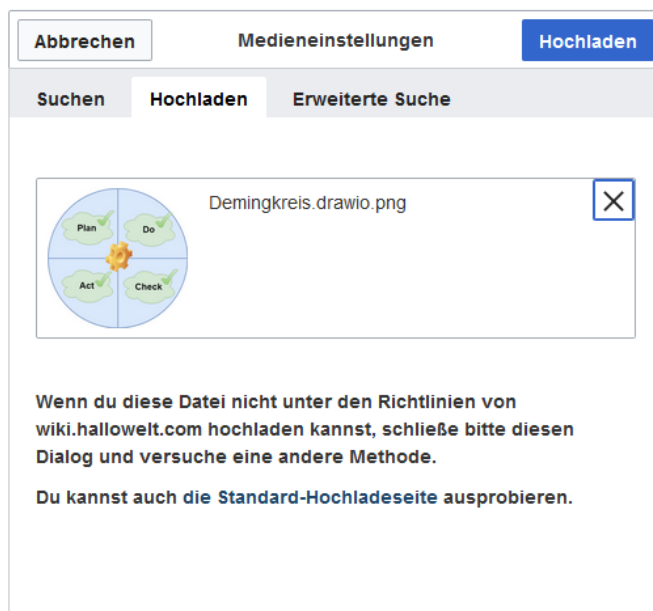 Abbrechen Medieneinstellungen Hochladen
Suchen Hochladen Erweiterte Suche
Demingkreis.drawio.png
Plan Do
Act Check
Wenn du diese Datei nicht unter den Richtlinien von
wiki.hallowelt.com hochladen kannst, schließe bitte diesen
Dialog und versuche eine andere Methode.
Du kannst auch die Standard-Hochladeseite ausprobieren.